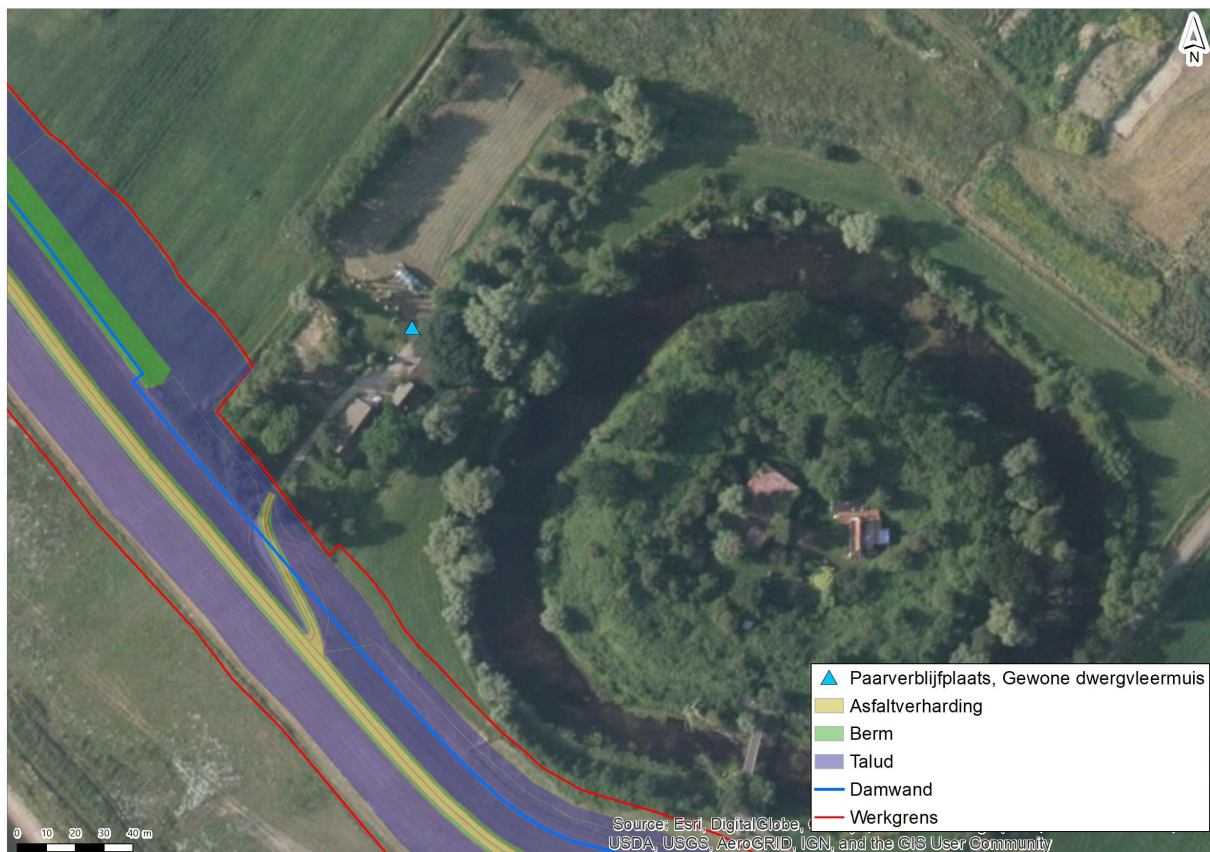 N
Paarverblijfplaats, Gewone dwergvleermuis
Asfaltverharding
Berm
Talud
Damwand
Werkgrens
0 10 20 30 40 m
Source: Esri, DigitalGlobe,
USDA, USGS, AeroGRID, IGN, and the GIS User Community